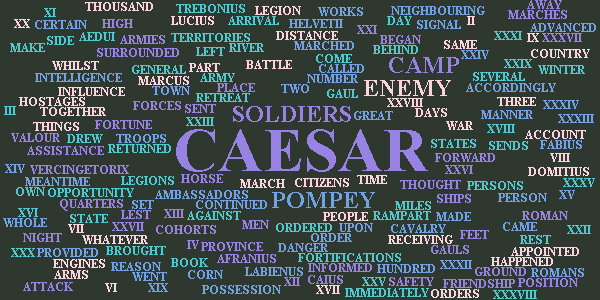 THOUSAND TREBONIUS LEGION WORKS NEIGHBOURING AWAY
XI CERTAIN HIGH LUCIUS ARRIVAL HELVETII DAY SIGNAL II MARCHES
XX AEDUI ARMIES TERRITORIES DISTANCE XXI BEGAN SAME XXXI IX XXXVII ADVANCED
MAKE SIDE SURROUNDED LEFT RIVER MARCHED BEHIND XXIV COUNTRY
WHILST GENERAL PART BATTLE COME CALLED CAMP XXIX WINTER
INTELLIGENCE MARCUS ARMY NUMBER SEVERAL
INFLUENCE TOWN PLACE TWO GAUL ENEMY ACCORDINGLY
HOSTAGES FORCES SENT RETREAT XXVIII THREE XXXIV
III TOGETHER SOLDIERS GREAT DAYS MANNER XXXIII
THINGS FORTUNE XXIII WAR XVIII ACCOUNT
VALOUR DREW TROOPS CAESAR STATES SENDS FABIUS
ASSISTANCE RETURNED FORWARD VIII
XIV VERCINGETORIX XXVI DOMITIUS
MEANTIME LEGIONS HORSE MARCH CITIZENS TIME THOUGHT PERSONS XXXV
OWN OPPORTUNITY AMBASSADORS POMPEY SHIPS PERSON XV
QUARTERS SET CONTINUED MILES
XVI STATE LEST XIII AGAINST PEOPLE RAMPART MADE ROMAN
WHOLE VII XXVII COHORTS MEN ORDERED UPON CAVALRY FEET CAME XXII
NIGHT WHATEVER IV PROVINCE ORDER RECEIVING REST
XXX PROVIDED BROUGHT AFRANIUS DANGER FORTIFICATIONS GAULS APPOINTED
ENGINES REASON BOOK LABIENUS INFORMED HUNDRED XXXII HAPPENED
ARMS WENT CORN XII CAIUS XXV SAFETY GROUND ROMANS
ATTACK VI XIX POSSESSION XVII IMMEDIATELY ORDERS FRIENDSHIP POSITION
XXXVIII